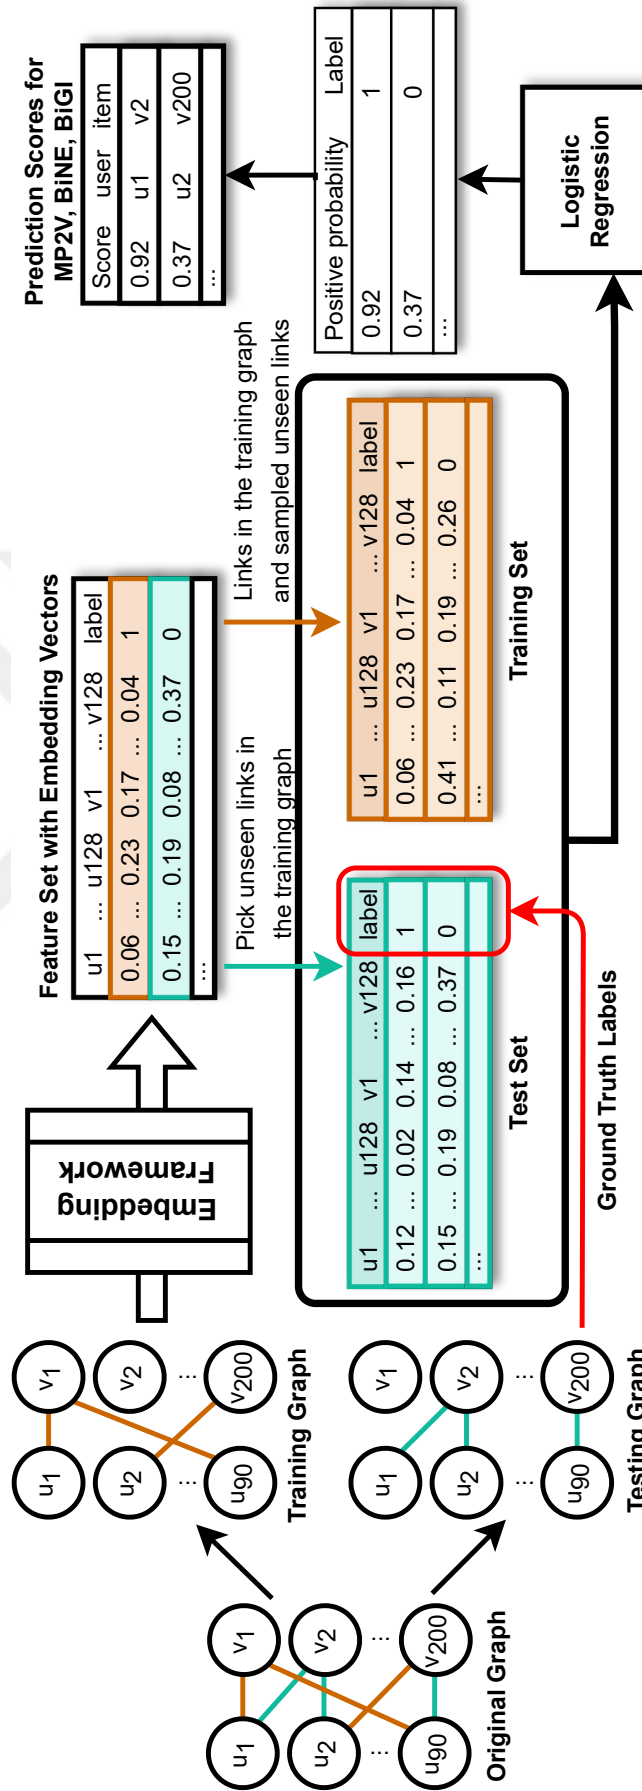 u1
u2
...
u90
v1
v2
...
v200
Original Graph
u1
u2
...
u90
v1
v2
...
v200
Training Graph
u1
u2
...
u90
v1
v2
...
v200
Testing Graph
Embedding
Framework
Feature Set with Embedding Vectors
u1 ... u128 v1 ... v128 label
0.06 ... 0.23 0.17 ... 0.04 1
0.15 ... 0.19 0.08 ... 0.37 0
...
Pick unseen links in
the training graph
Links in the training graph
and sampled unseen links
u1 ... u128 v1 ... v128 label
0.12 ... 0.02 0.14 ... 0.16 1
0.15 ... 0.19 0.08 ... 0.37 0
...
Test Set
u1 ... u128 v1 ... v128 label
0.06 ... 0.23 0.17 ... 0.04 1
0.41 ... 0.11 0.19 ... 0.26 0
...
Training Set
Ground Truth Labels
Logistic
Regression
Positive probability Label
0.92 1
0.37 0
...
Prediction Scores for
MP2V, BiNE, BiGI
Score user item
0.92 u1 v2
0.37 u2 v200
...